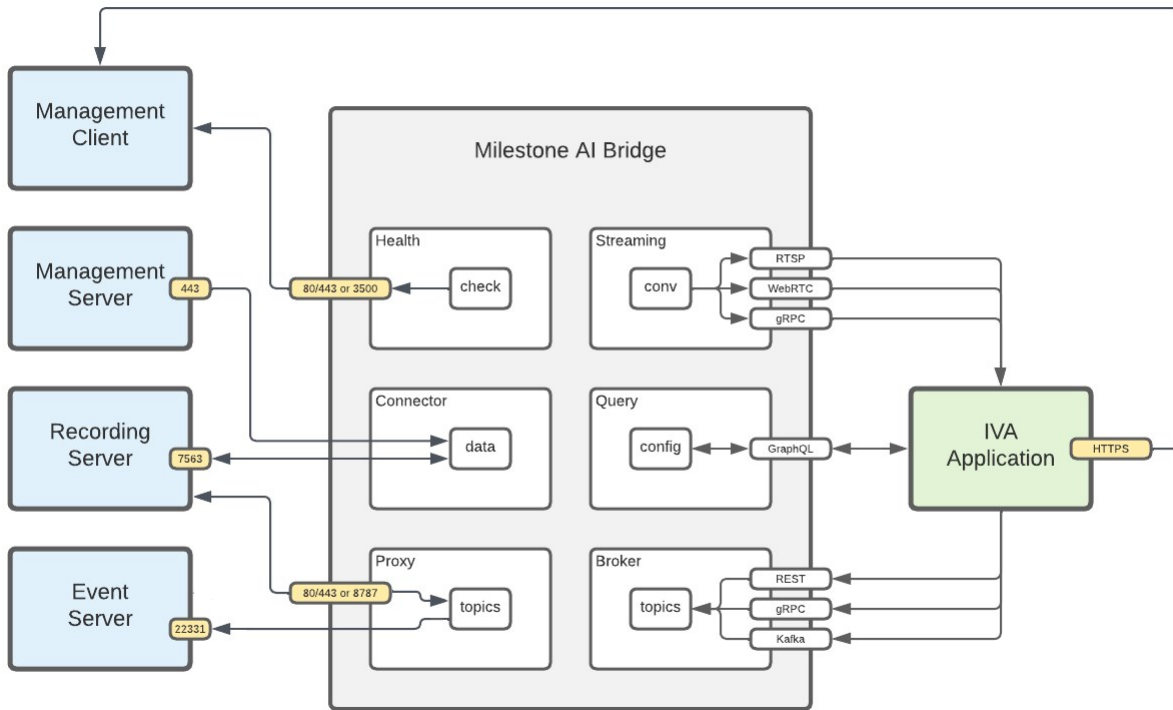 Management
Client
Milestone AI Bridge
Management
Server
443
Health
80/443 or 3500
check
Streaming
conv
RTSP
WebRTC
gRPC
Recording
Server
7563
Connector
data
Query
config
GraphQL
IVA
Application
HTTPS
Event
Server
22331
Proxy
80/443 or 8787
topics
Broker
topics
REST
gRPC
Kafka